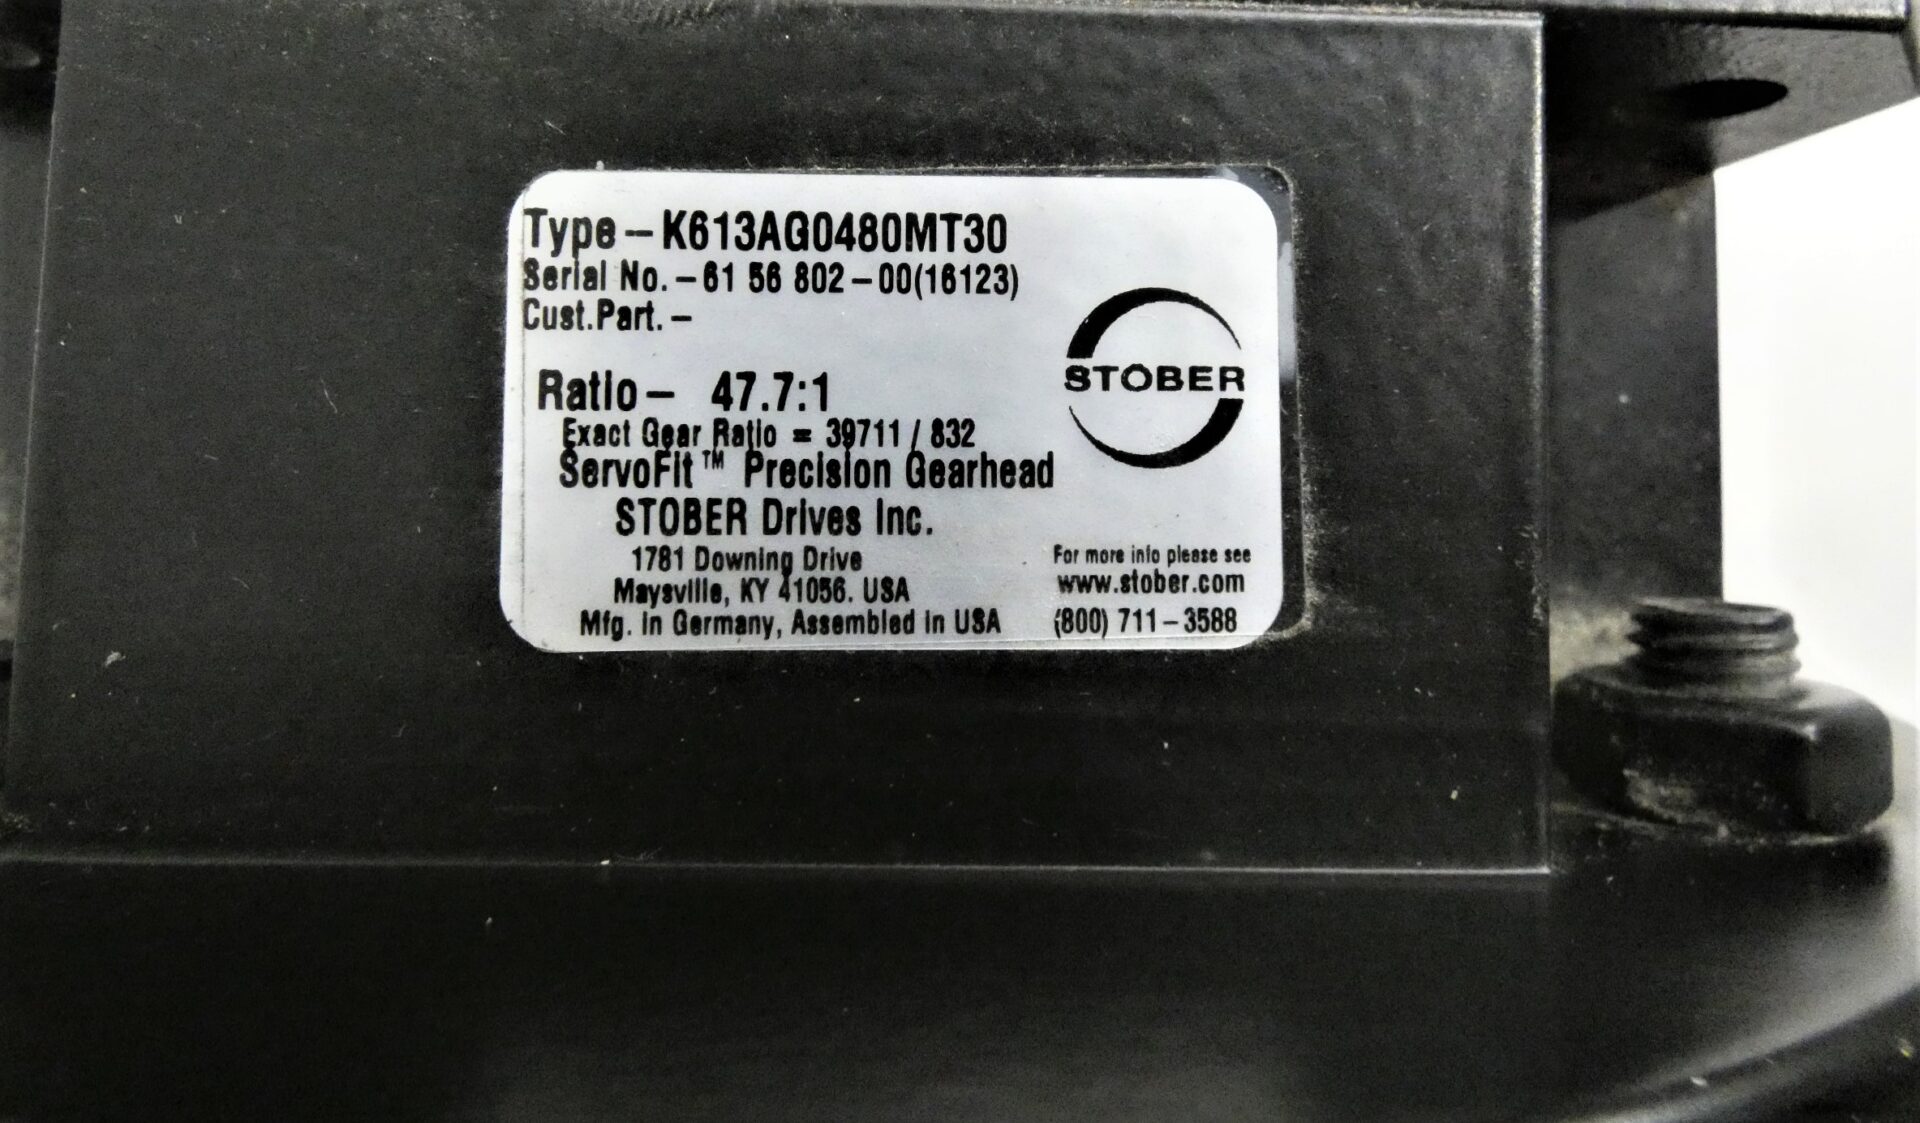 Type – K613AG0480MT30
Serial No. – 61 56 802 – 00(16123)
Cust.Part. –
Ratio – 47.7:1
Exact Gear Ratio = 39711 / 832
ServoFit™ Precision Gearhead
STOBER Drives Inc.
1781 Downing Drive
Maysville, KY 41056. USA
Mfg. in Germany, Assembled in USA
STÖBER
For more info please see
www.stober.com
(800) 711 – 3588